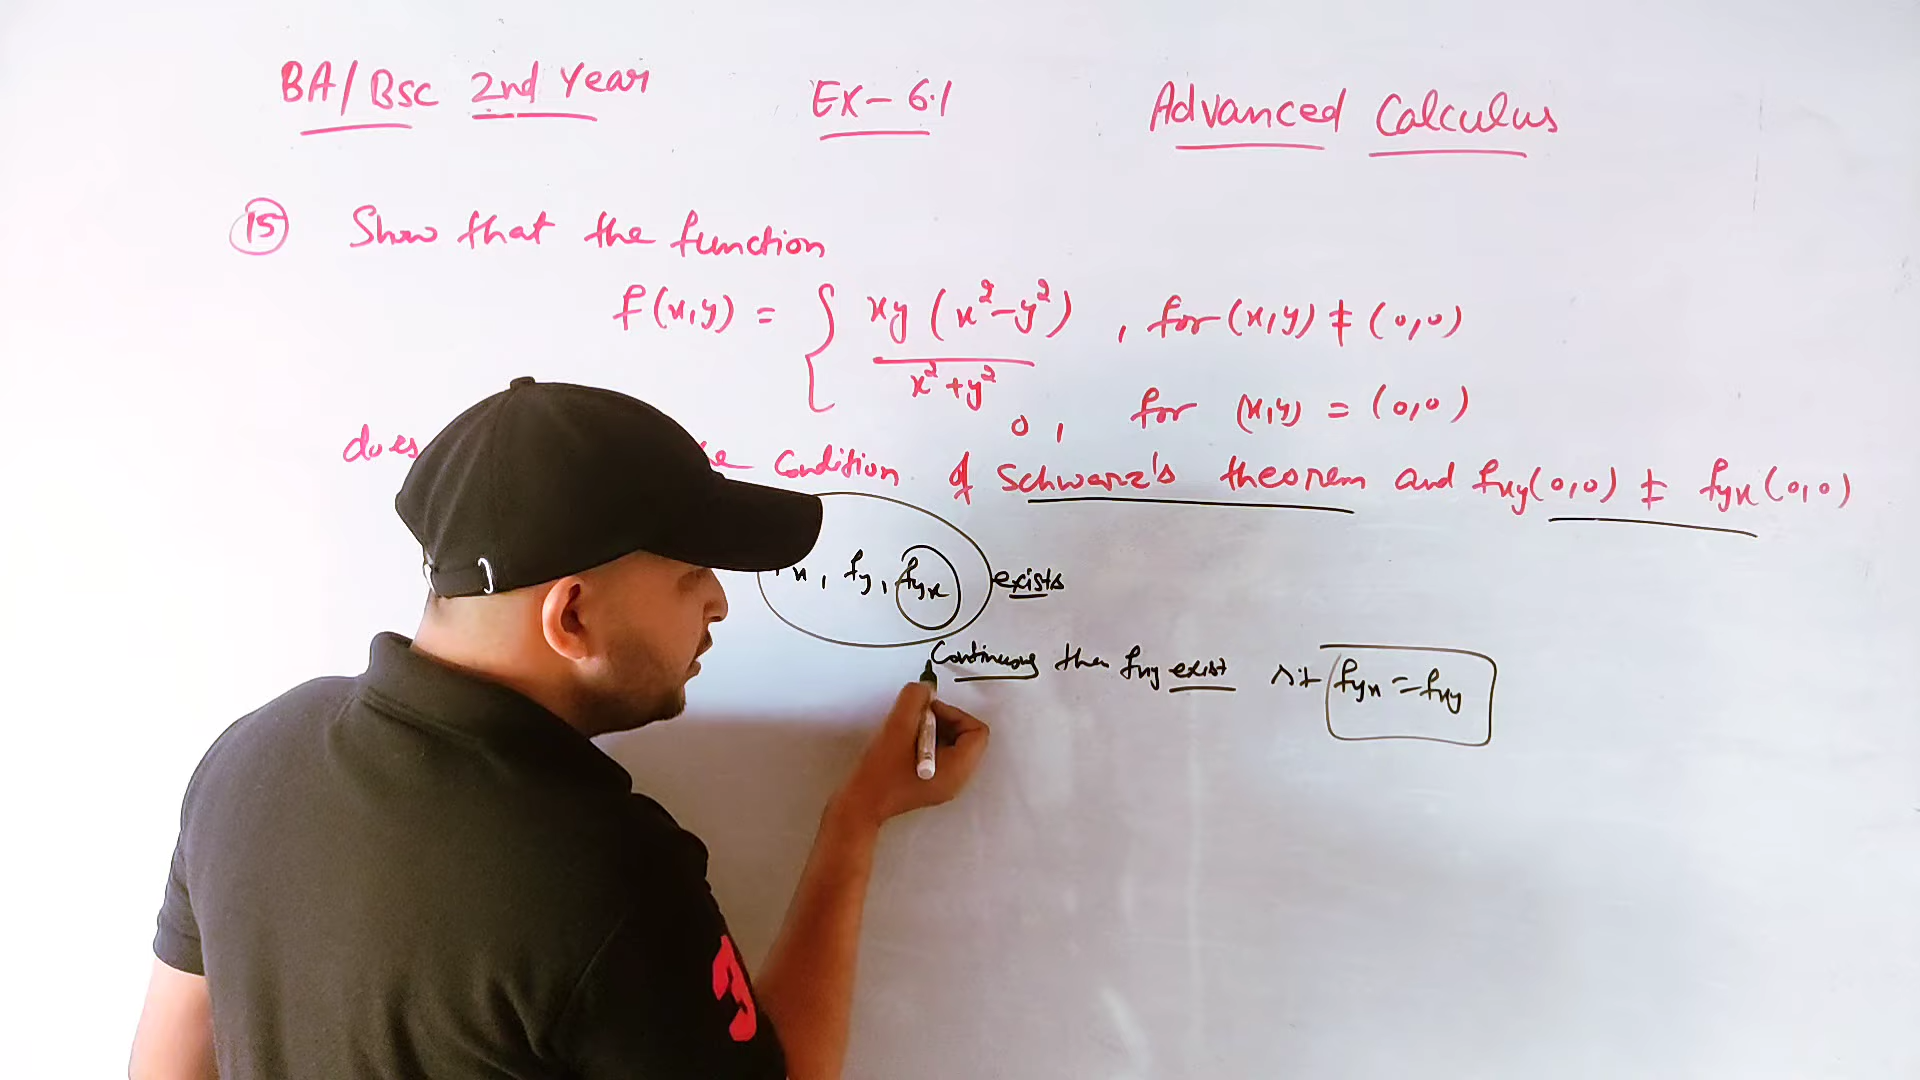 BA/BSC 2nd Year EX-6.1 Advanced Calculus
15 Show that the function
f(x,y) = { xy (x²-y²) / x²+y² , for (x,y) ≠ (0,0)
0 , for (x,y) = (0,0)
does condition of Schwarz's theorem and fxy(0,0) ≠ fyx(0,0)
x, fy, fyx exists
Continuous then fxy exist s.t fyx = fxy